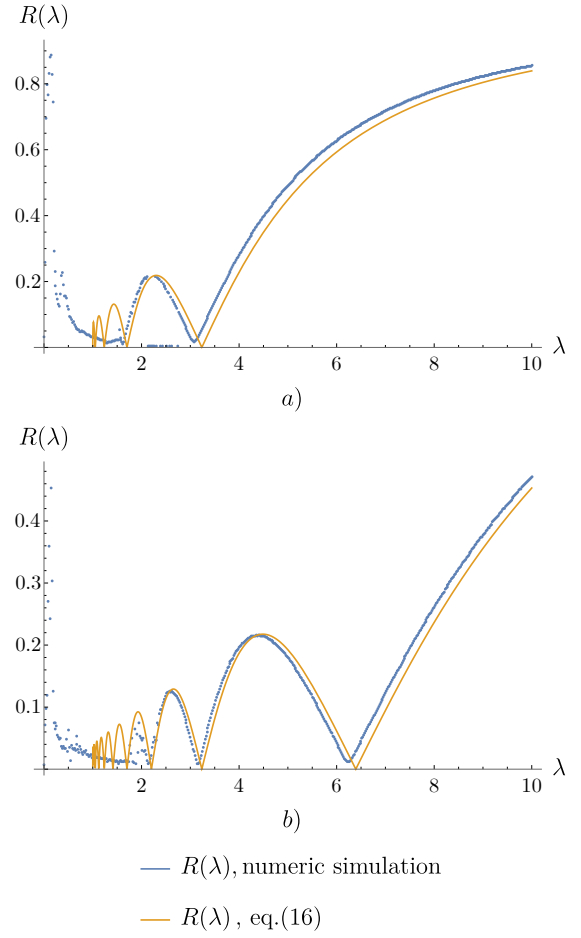 R(λ)
0.8
0.6
0.4
0.2
2 4 6 8 10 λ
a)
R(λ)
0.4
0.3
0.2
0.1
2 4 6 8 10 λ
b)
R(λ), numeric simulation
R(λ) , eq.(16)